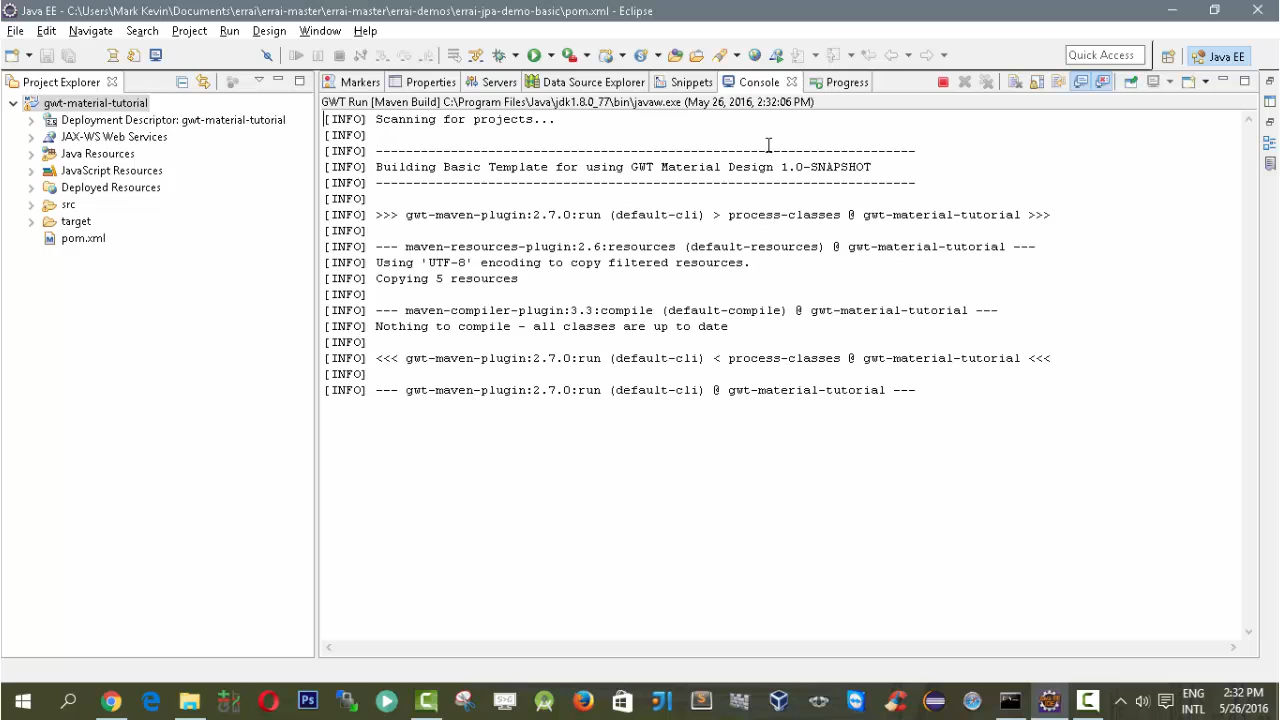 Java EE - C:\Users\Mark Kevin\Documents\errai\errai-master\errai-master\errai-demos\errai-jpa-demo-basic\pom.xml - Eclipse
File Edit Navigate Search Project Run Design Window Help
Quick Access
Java EE
Project Explorer
Markers Properties Servers Data Source Explorer Snippets Console Progress
GWT Run [Maven Build] C:\Program Files\Java\jdk1.8.0_77\bin\javaw.exe (May 26, 2016, 2:32:06 PM)
gwt-material-tutorial
Deployment Descriptor: gwt-material-tutorial
JAX-WS Web Services
Java Resources
JavaScript Resources
Deployed Resources
src
target
pom.xml
[INFO] Scanning for projects...
[INFO]
[INFO] ------------------------------------------------------------------------
[INFO] Building Basic Template for using GWT Material Design 1.0-SNAPSHOT
[INFO] ------------------------------------------------------------------------
[INFO]
[INFO] >>> gwt-maven-plugin:2.7.0:run (default-cli) > process-classes @ gwt-material-tutorial >>>
[INFO]
[INFO] --- maven-resources-plugin:2.6:resources (default-resources) @ gwt-material-tutorial ---
[INFO] Using 'UTF-8' encoding to copy filtered resources.
[INFO] Copying 5 resources
[INFO]
[INFO] --- maven-compiler-plugin:3.3:compile (default-compile) @ gwt-material-tutorial ---
[INFO] Nothing to compile - all classes are up to date
[INFO]
[INFO] <<< gwt-maven-plugin:2.7.0:run (default-cli) < process-classes @ gwt-material-tutorial <<<
[INFO]
[INFO] --- gwt-maven-plugin:2.7.0:run (default-cli) @ gwt-material-tutorial ---
Ps
ENG
INTL
2:32 PM
5/26/2016